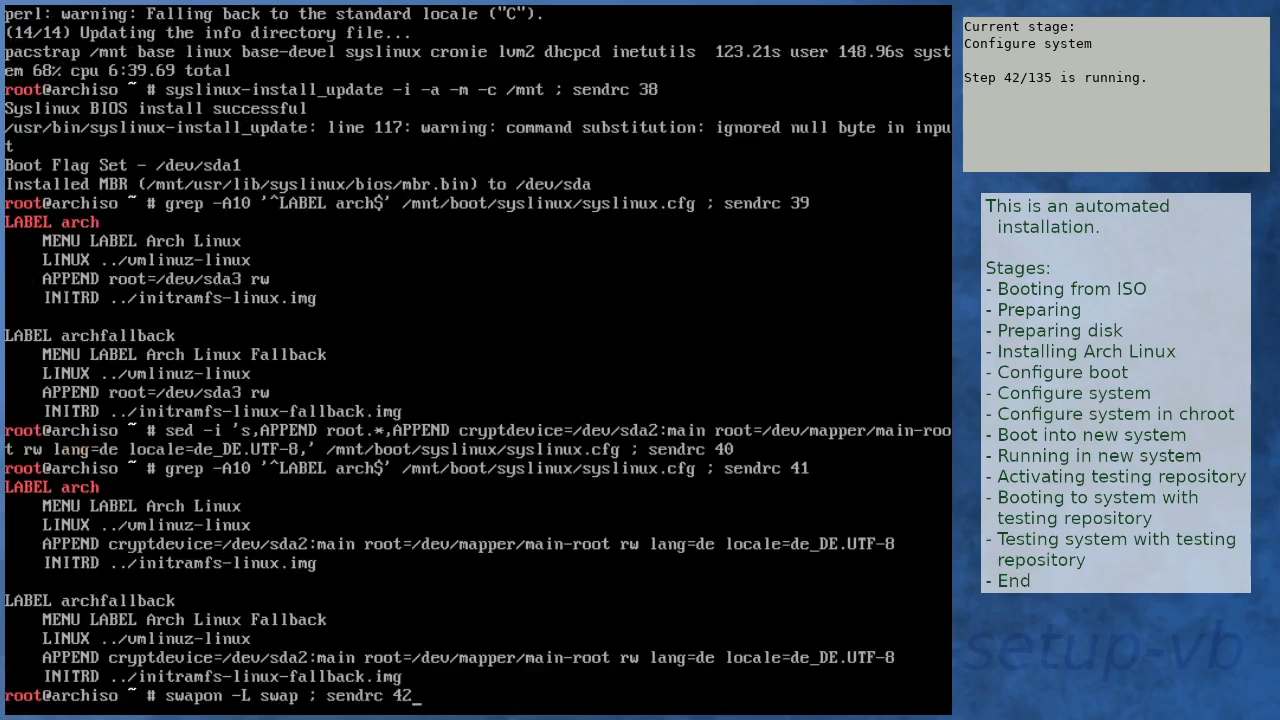 perl: warning: Falling back to the standard locale ("C").
(14/14) Updating the info directory file...
pacstrap /mnt base linux base-devel syslinux cronie lvm2 dhcpcd inetutils  123.21s user 148.96s syst
em 68% cpu 6:39.69 total
root@archiso ~ # syslinux-install_update -i -a -m -c /mnt ; sendrc 38
Syslinux BIOS install successful
/usr/bin/syslinux-install_update: line 117: warning: command substitution: ignored null byte in inpu
t
Boot Flag Set - /dev/sda1
Installed MBR (/mnt/usr/lib/syslinux/bios/mbr.bin) to /dev/sda
root@archiso ~ # grep -A10 '^LABEL arch$' /mnt/boot/syslinux/syslinux.cfg ; sendrc 39
LABEL arch
    MENU LABEL Arch Linux
    LINUX ../vmlinuz-linux
    APPEND root=/dev/sda3 rw
    INITRD ../initramfs-linux.img

LABEL archfallback
    MENU LABEL Arch Linux Fallback
    LINUX ../vmlinuz-linux
    APPEND root=/dev/sda3 rw
    INITRD ../initramfs-linux-fallback.img
root@archiso ~ # sed -i 's,APPEND root.*,APPEND cryptdevice=/dev/sda2:main root=/dev/mapper/main-roo
t rw lang=de locale=de_DE.UTF-8,' /mnt/boot/syslinux/syslinux.cfg ; sendrc 40
root@archiso ~ # grep -A10 '^LABEL arch$' /mnt/boot/syslinux/syslinux.cfg ; sendrc 41
LABEL arch
    MENU LABEL Arch Linux
    LINUX ../vmlinuz-linux
    APPEND cryptdevice=/dev/sda2:main root=/dev/mapper/main-root rw lang=de locale=de_DE.UTF-8
    INITRD ../initramfs-linux.img

LABEL archfallback
    MENU LABEL Arch Linux Fallback
    LINUX ../vmlinuz-linux
    APPEND cryptdevice=/dev/sda2:main root=/dev/mapper/main-root rw lang=de locale=de_DE.UTF-8
    INITRD ../initramfs-linux-fallback.img
root@archiso ~ # swapon -L swap ; sendrc 42_
Current stage:
Configure system

Step 42/135 is running.
This is an automated
installation.

Stages:
- Booting from ISO
- Preparing
- Preparing disk
- Installing Arch Linux
- Configure boot
- Configure system
- Configure system in chroot
- Boot into new system
- Running in new system
- Activating testing repository
- Booting to system with
testing repository
- Testing system with testing
repository
- End
setup-vb